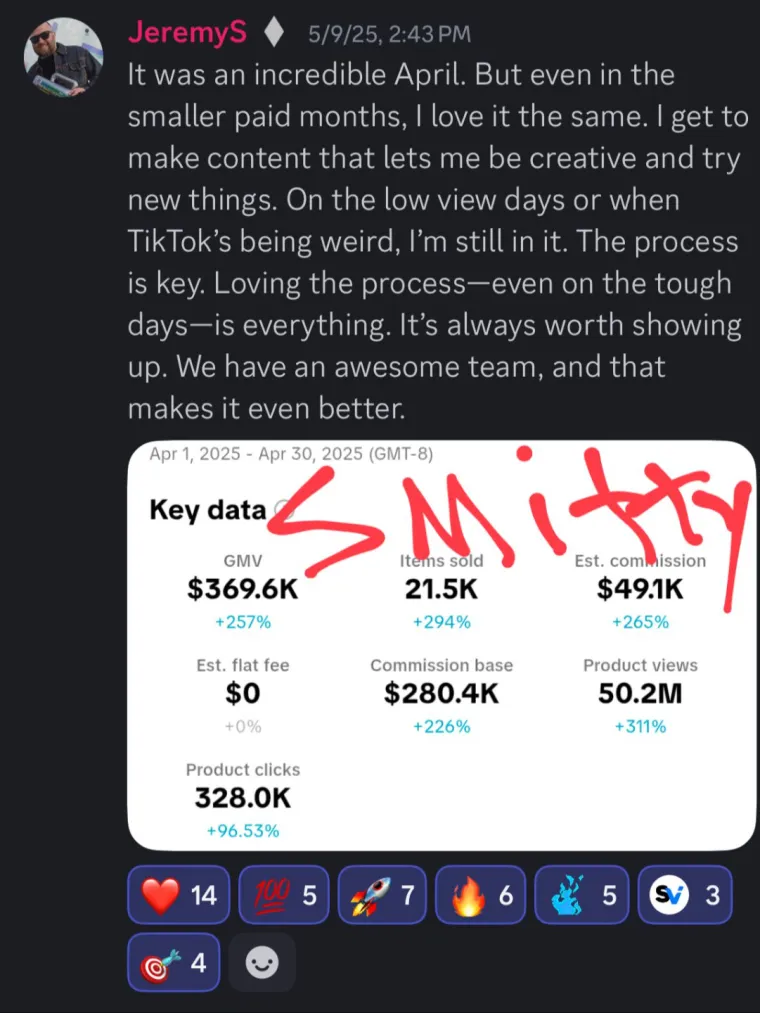 JeremyS 5/9/25, 2:43 PM
It was an incredible April. But even in the
smaller paid months, I love it the same. I get to
make content that lets me be creative and try
new things. On the low view days or when
TikTok’s being weird, I’m still in it. The process
is key. Loving the process—even on the tough
days—is everything. It’s always worth showing
up. We have an awesome team, and that
makes it even better.
Apr 1, 2025 - Apr 30, 2025 (GMT-8)
Key data
SMitty
GMV Items sold Est. commission
$369.6K 21.5K $49.1K
+257% +294% +265%
Est. flat fee Commission base Product views
$0 $280.4K 50.2M
+0% +226% +311%
Product clicks
328.0K
+96.53%
14 100 5 7 6 5 SV 3
4